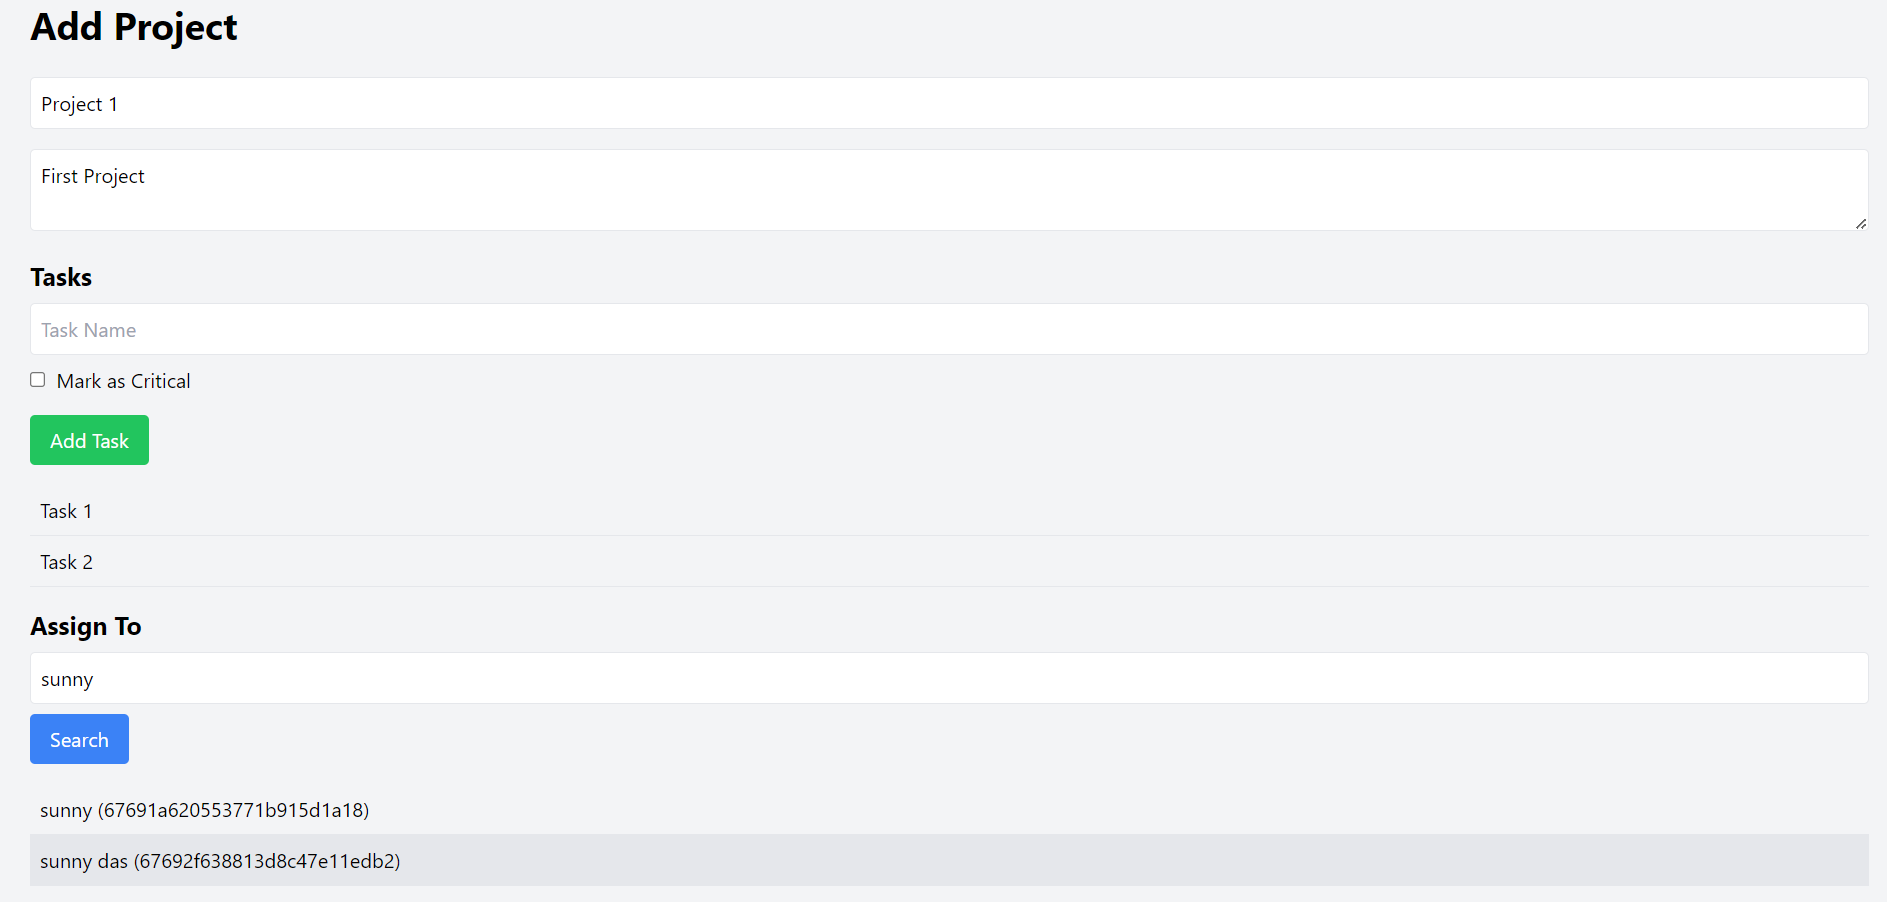 Add Project
Project 1
First Project
Tasks
Task Name
Mark as Critical
Add Task
Task 1
Task 2
Assign To
sunny
Search
sunny (67691a620553771b915d1a18)
sunny das (67692f638813d8c47e11edb2)